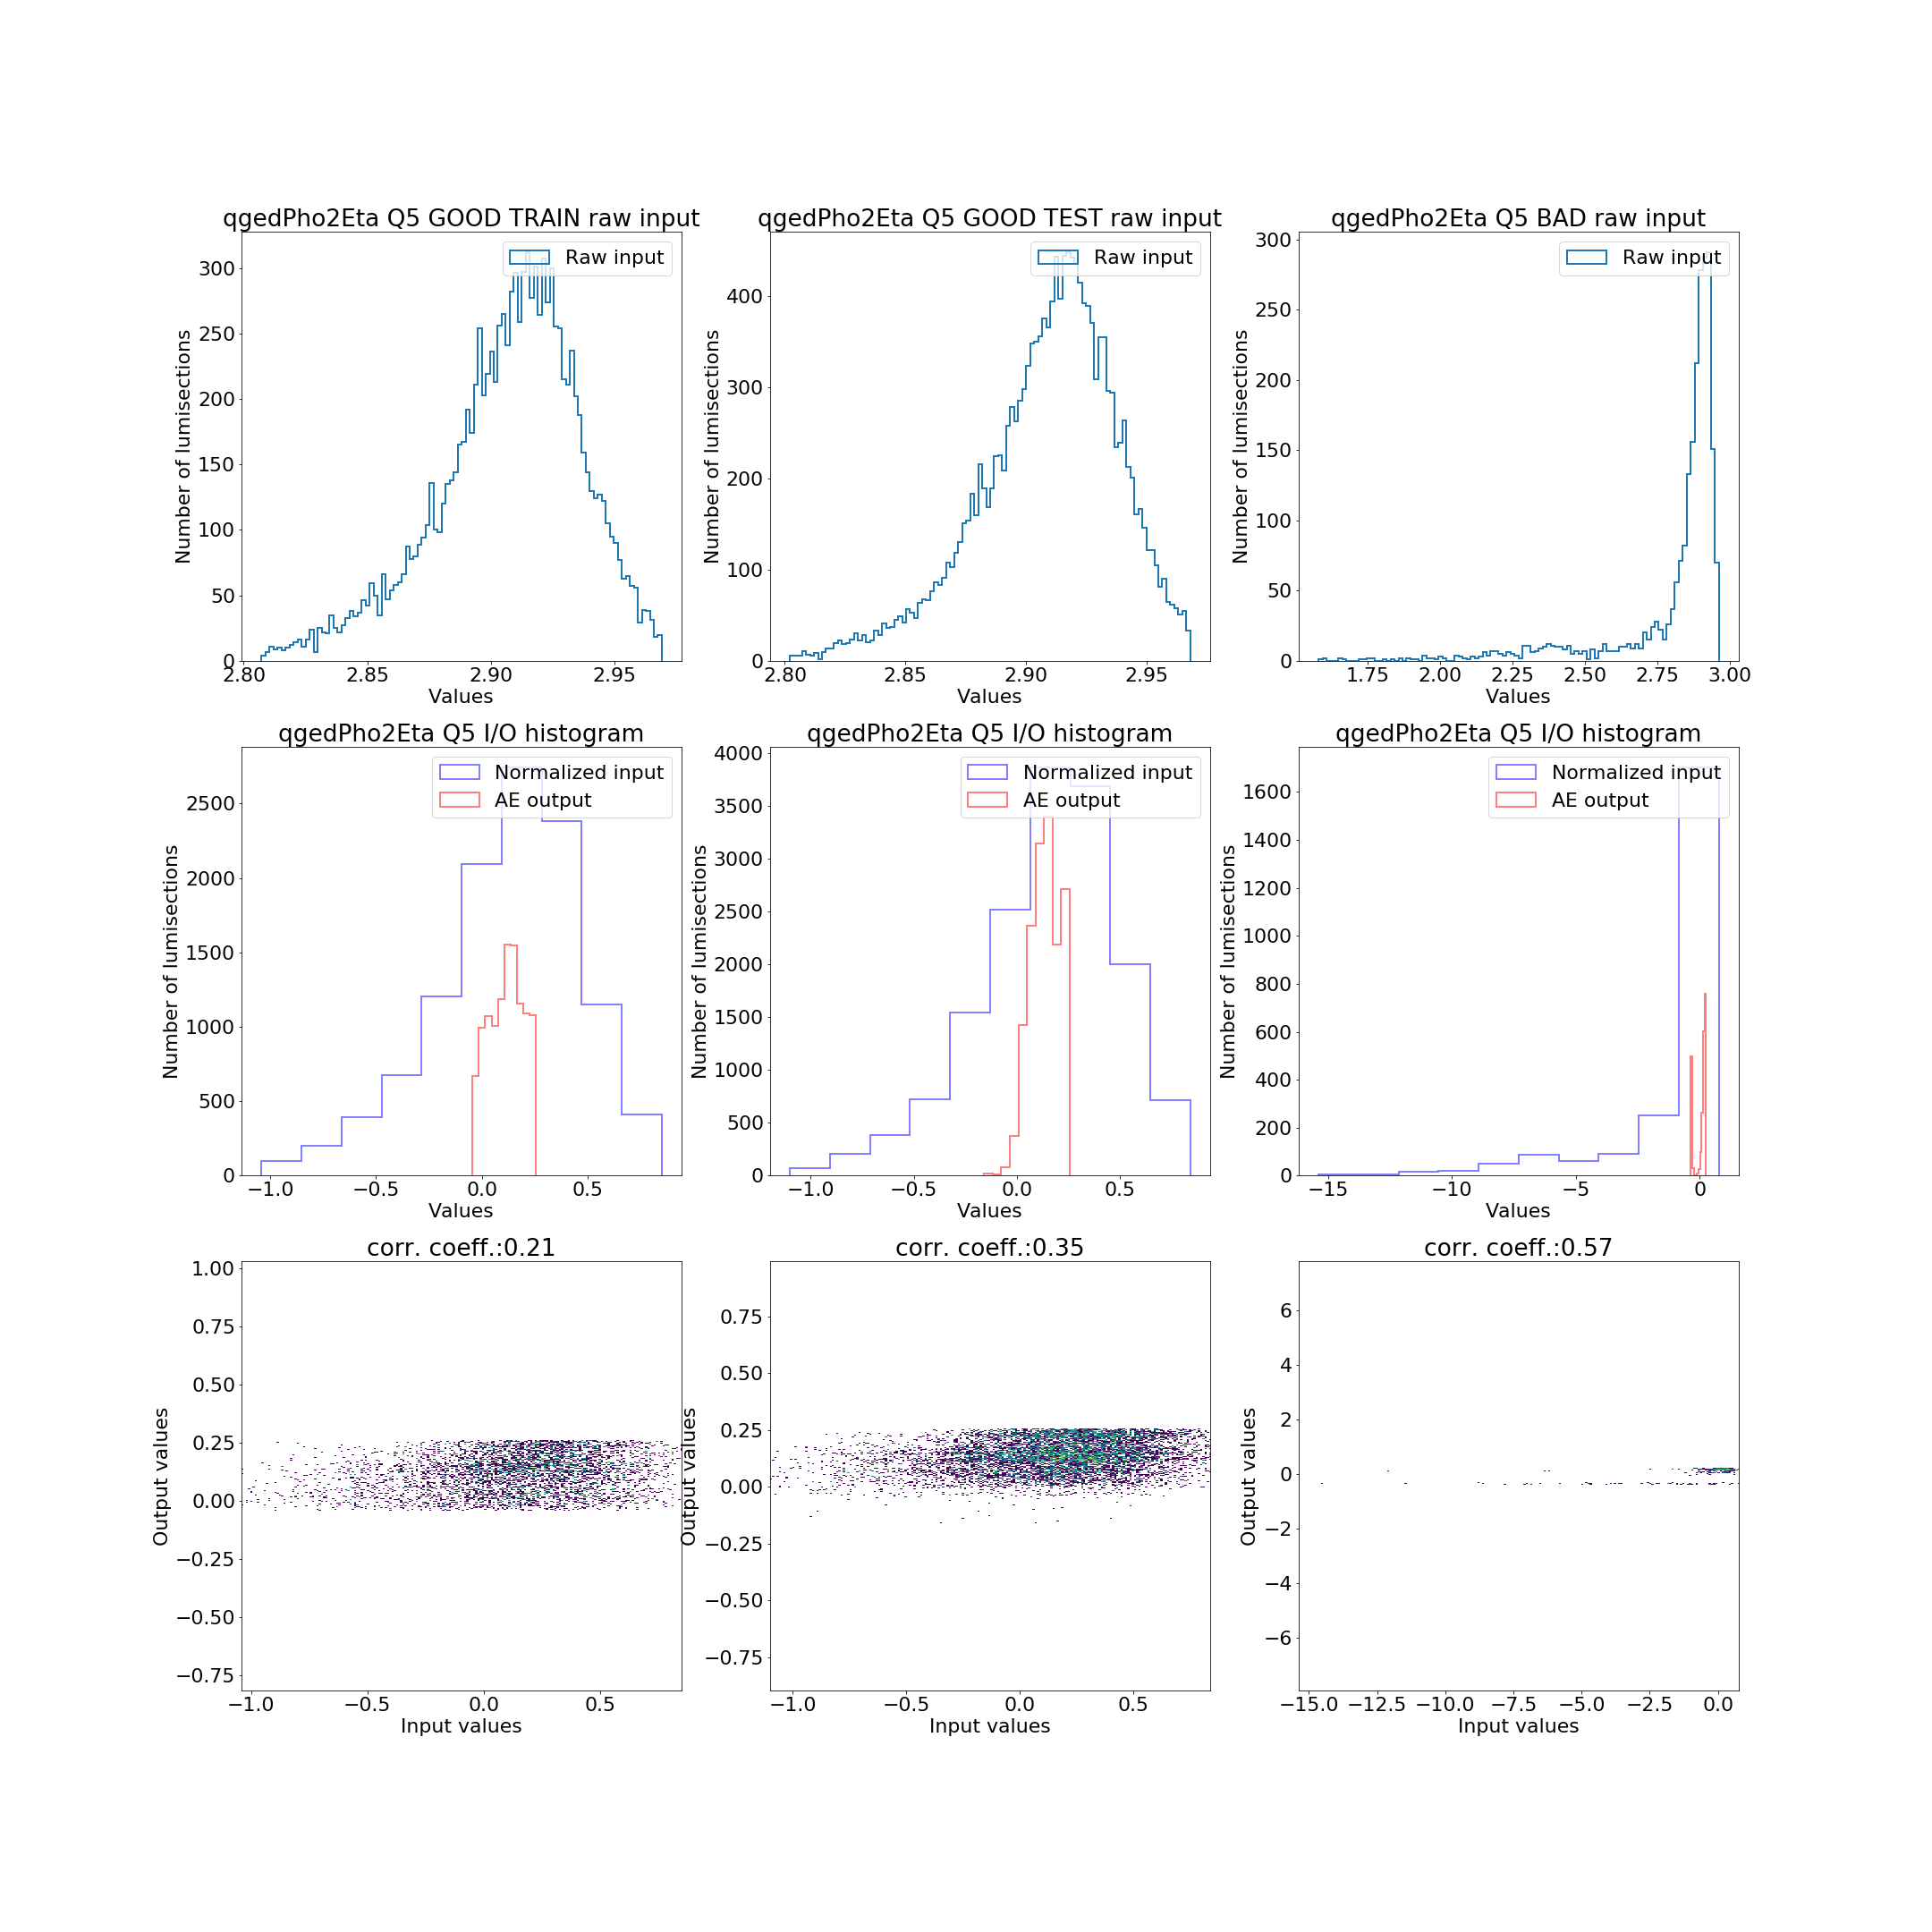 qgedPho2Eta Q5 GOOD TRAIN raw input
Raw input
Number of lumisections
300
250
200
150
100
50
0
2.80 2.85 2.90 2.95
Values
qgedPho2Eta Q5 GOOD TEST raw input
Raw input
Number of lumisections
400
300
200
100
0
2.80 2.85 2.90 2.95
Values
qgedPho2Eta Q5 BAD raw input
Raw input
Number of lumisections
300
250
200
150
100
50
0
1.75 2.00 2.25 2.50 2.75 3.00
Values
qgedPho2Eta Q5 I/O histogram
Normalized input
AE output
Number of lumisections
2500
2000
1500
1000
500
0
−1.0 −0.5 0.0 0.5
Values
qgedPho2Eta Q5 I/O histogram
Normalized input
AE output
Number of lumisections
4000
3500
3000
2500
2000
1500
1000
500
0
−1.0 −0.5 0.0 0.5
Values
qgedPho2Eta Q5 I/O histogram
Normalized input
AE output
Number of lumisections
1600
1400
1200
1000
800
600
400
200
0
−15 −10 −5 0
Values
corr. coeff.:0.21
Output values
1.00
0.75
0.50
0.25
0.00
−0.25
−0.50
−0.75
−1.0 −0.5 0.0 0.5
Input values
corr. coeff.:0.35
Output values
0.75
0.50
0.25
0.00
−0.25
−0.50
−0.75
−1.0 −0.5 0.0 0.5
Input values
corr. coeff.:0.57
Output values
6
4
2
0
−2
−4
−6
−15.0 −12.5 −10.0 −7.5 −5.0 −2.5 0.0
Input values